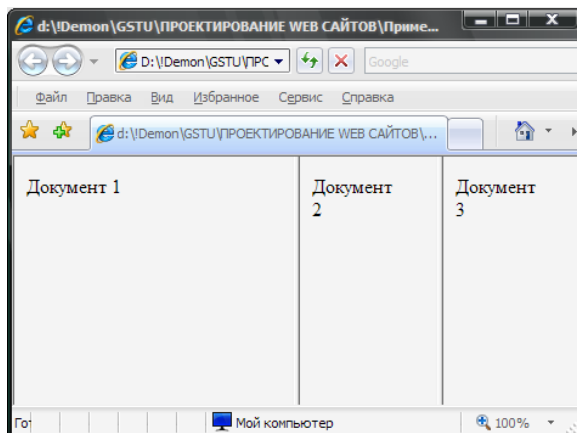 d:\!Demon\GSTU\ПРОЕКТИРОВАНИЕ WEB САЙТОВ\Приме...
D:\!Demon\GSTU\ПРС
Google
Файл Правка Вид Избранное Сервис Справка
d:\!Demon\GSTU\ПРОЕКТИРОВАНИЕ WEB САЙТОВ\...
Документ 1
Документ
2
Документ
3
Гот
Мой компьютер
100%